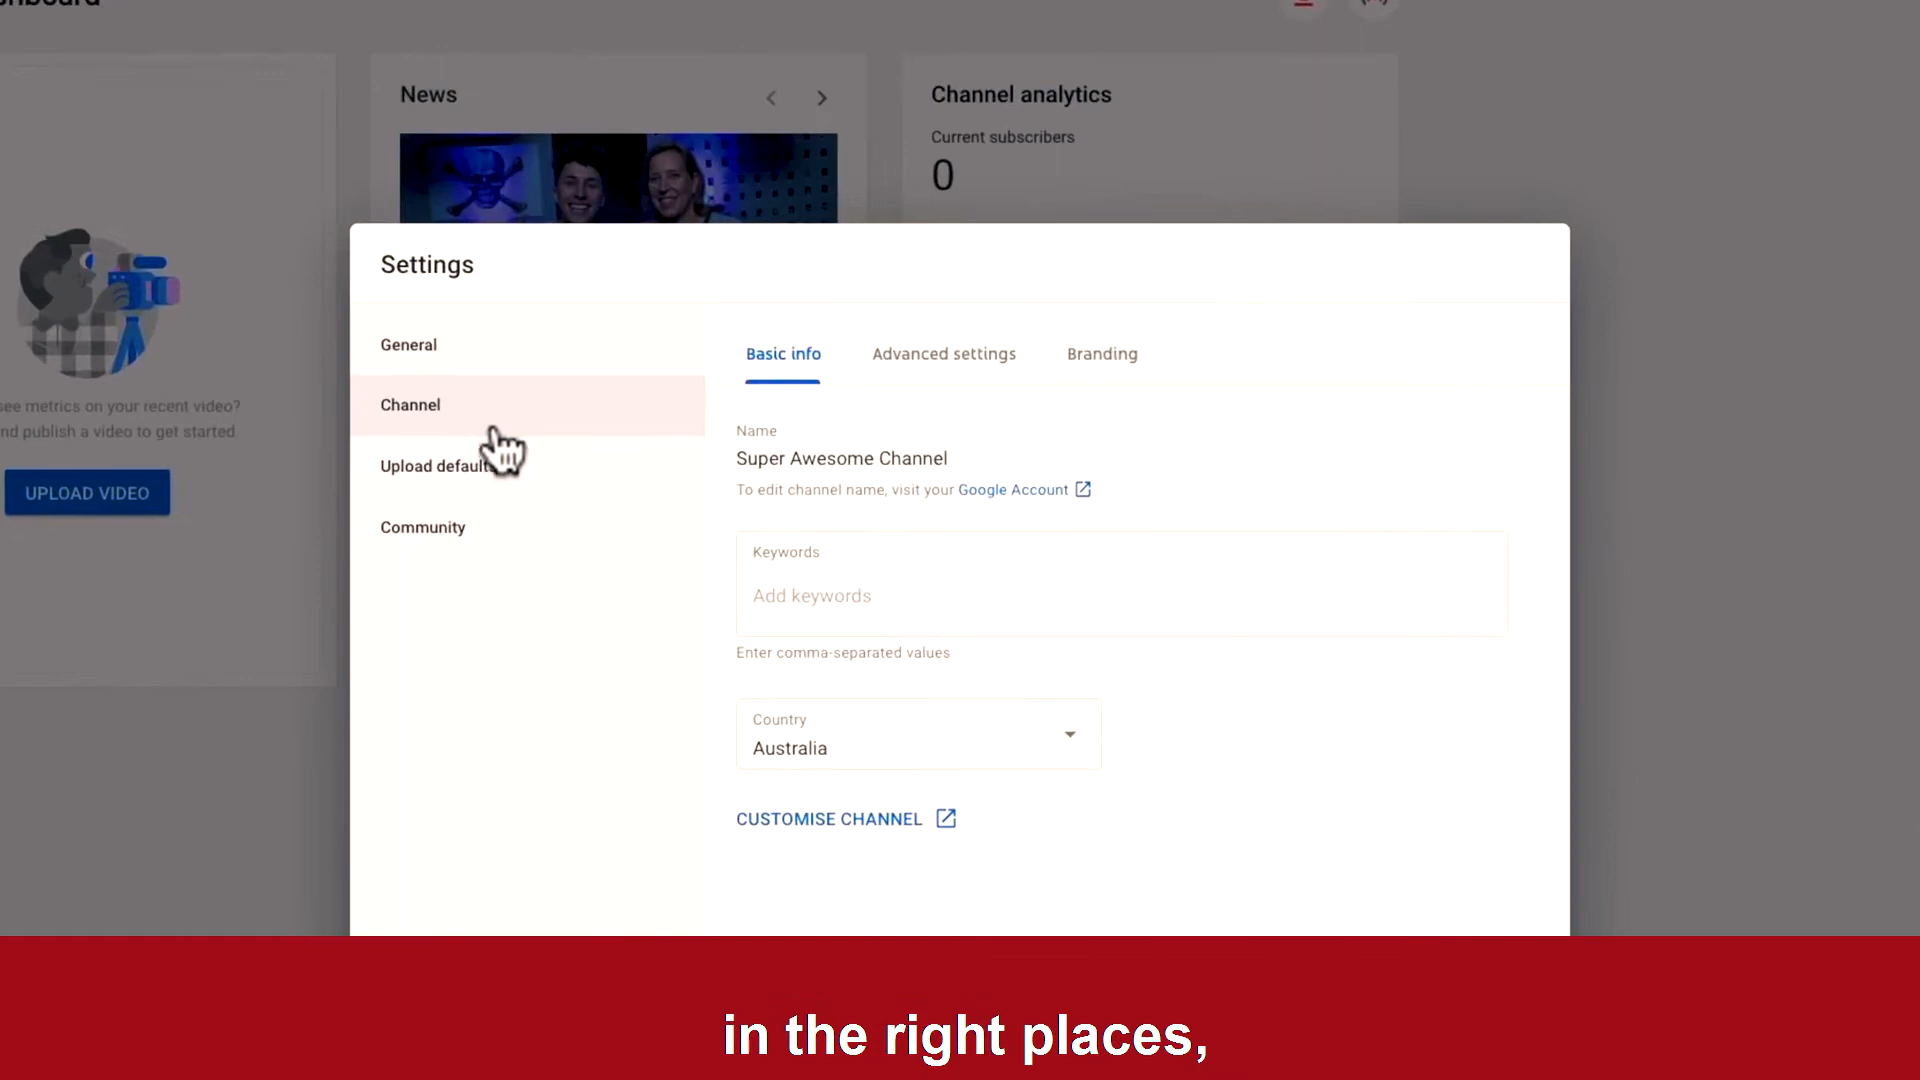 News
Channel analytics
Current subscribers
0
see metrics on your recent video?
nd publish a video to get started
UPLOAD VIDEO
Settings
General
Channel
Upload defaults
Community
Basic info
Advanced settings
Branding
Name
Super Awesome Channel
To edit channel name, visit your Google Account
Keywords
Add keywords
Enter comma-separated values
Country
Australia
CUSTOMISE CHANNEL
in the right places,